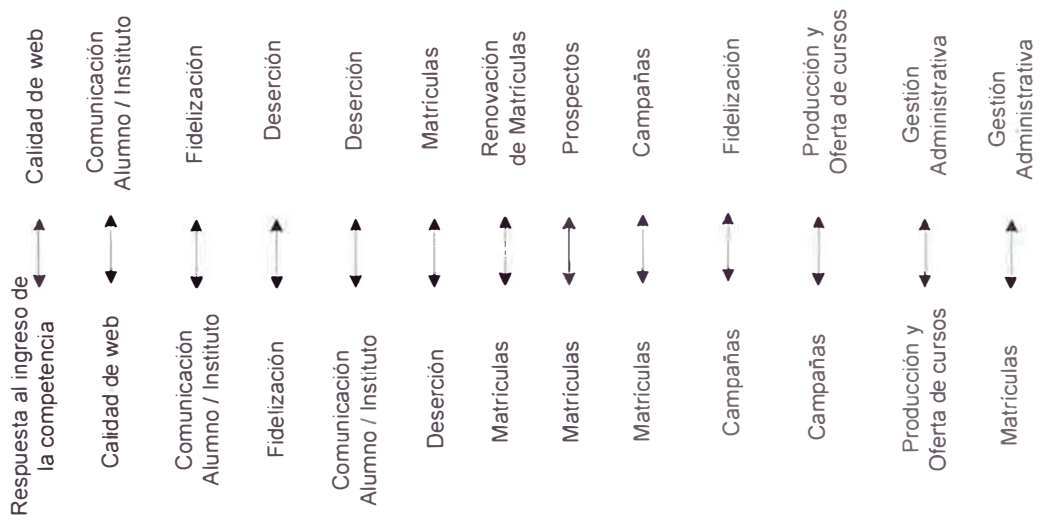 Respuesta al ingreso de
la competencia
Calidad de web
Calidad de web
Comunicación
Alumno / Instituto
Comunicación
Alumno / Instituto
Fidelización
Fidelización
Deserción
Comunicación
Alumno / Instituto
Deserción
Deserción
Matrículas
Matrículas
Renovación
de Matrículas
Matrículas
Prospectos
Matrículas
Campañas
Campañas
Fidelización
Campañas
Producción y
Oferta de cursos
Producción y
Oferta de cursos
Gestión
Administrativa
Matrículas
Gestión
Administrativa